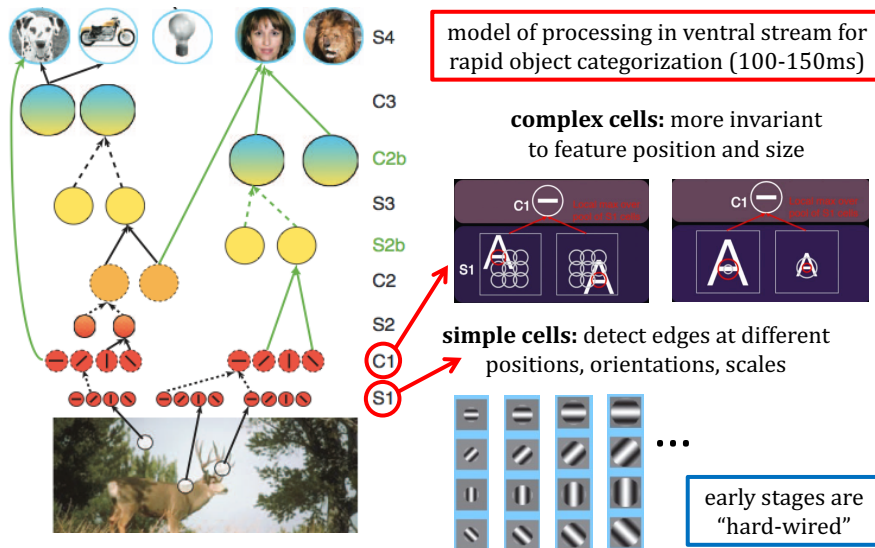 S4
C3
C2b
S3
S2b
C2
S2
C1
S1
model of processing in ventral stream for
rapid object categorization (100-150ms)
complex cells: more invariant
to feature position and size
C1
S1
A
A
C1
A
A
simple cells: detect edges at different
positions, orientations, scales
...
early stages are
“hard-wired”